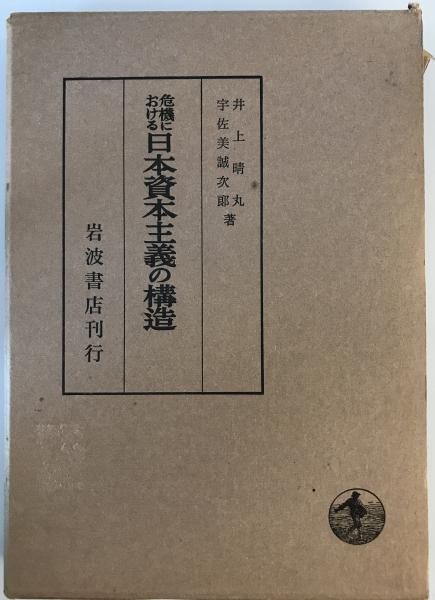 井上晴丸
宇佐美誠次郎 著
危機に
おける
日本資本主義の構造
岩波書店刊行